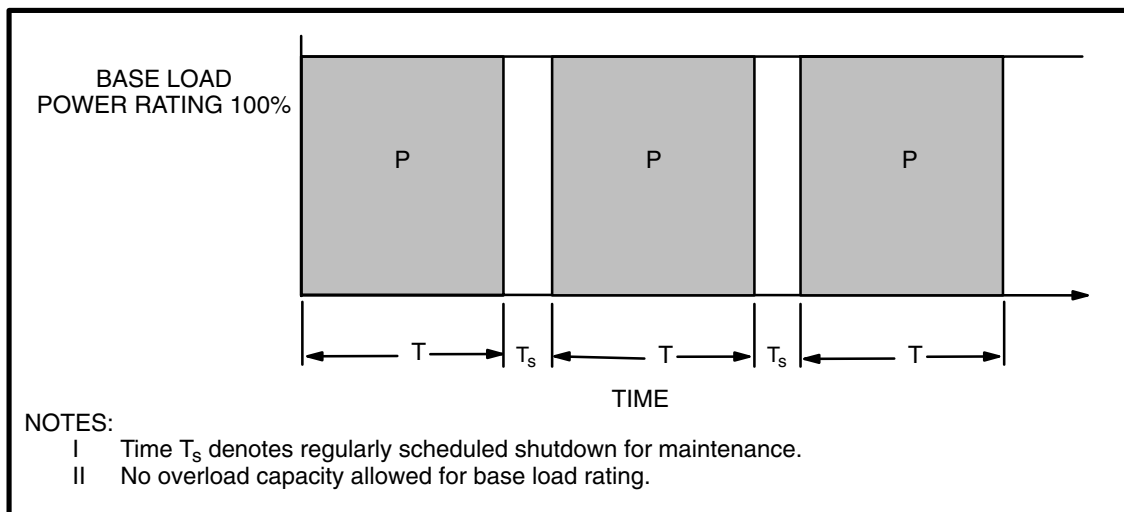 BASE LOAD
POWER RATING 100%
P
P
P
T
Ts
T
Ts
T
TIME
NOTES:
I Time Ts denotes regularly scheduled shutdown for maintenance.
II No overload capacity allowed for base load rating.